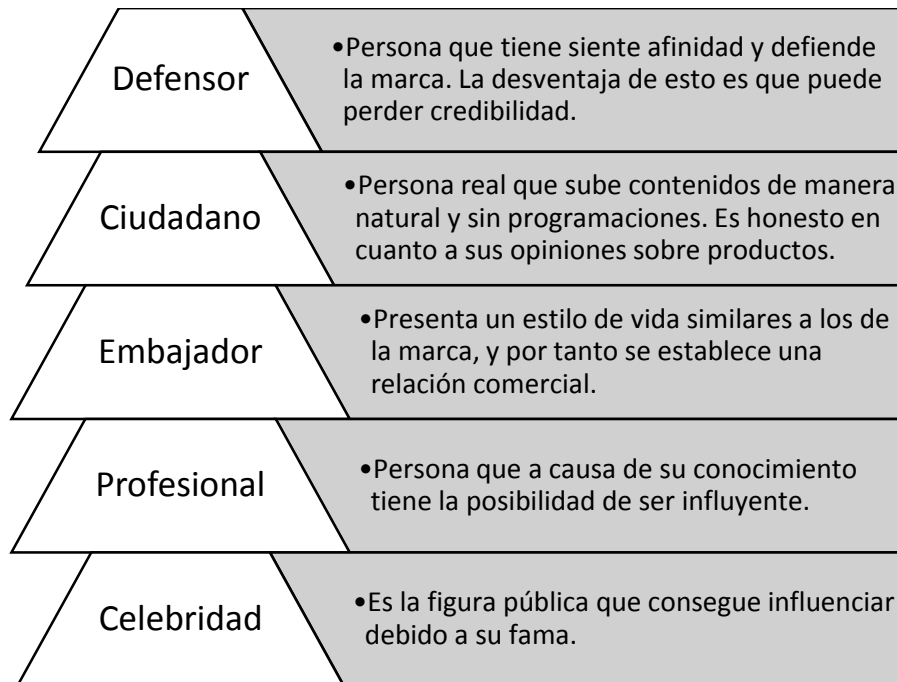 Defensor
•Persona que tiene siente afinidad y defiende
la marca. La desventaja de esto es que puede
perder credibilidad.
Ciudadano
•Persona real que sube contenidos de manera
natural y sin programaciones. Es honesto en
cuanto a sus opiniones sobre productos.
Embajador
•Presenta un estilo de vida similares a los de
la marca, y por tanto se establece una
relación comercial.
Profesional
•Persona que a causa de su conocimiento
tiene la posibilidad de ser influyente.
Celebridad
•Es la figura pública que consegue influenciar
debido a su fama.